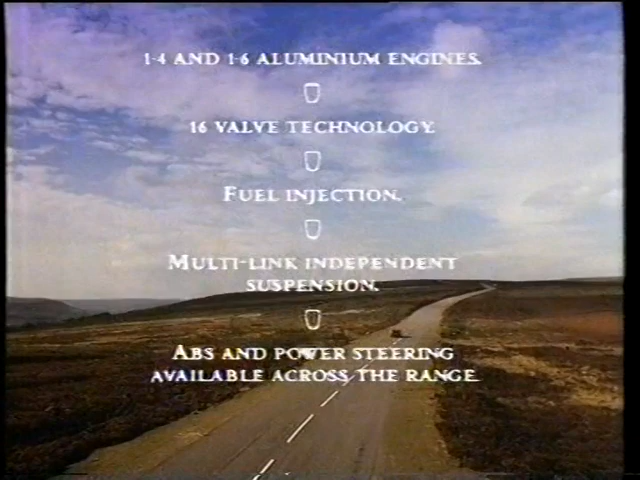 1·4 AND 1·6 ALUMINIUM ENGINES.
16 VALVE TECHNOLOGY.
FUEL INJECTION.
MULTI-LINK INDEPENDENT
SUSPENSION.
ABS AND POWER STEERING
AVAILABLE ACROSS THE RANGE.